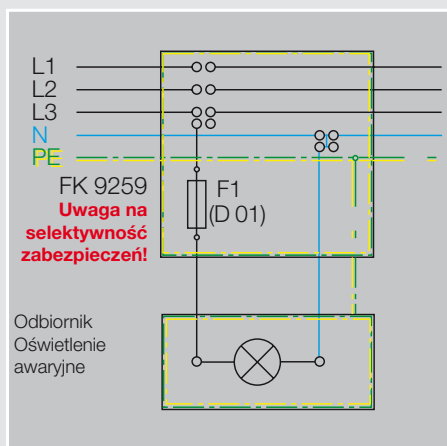 L1
L2
L3
N
PE
FK 9259
Uwaga na
selektywność
zabezpieczeń!
F1
(D 01)
Odbiornik
Oświetlenie
awaryjne